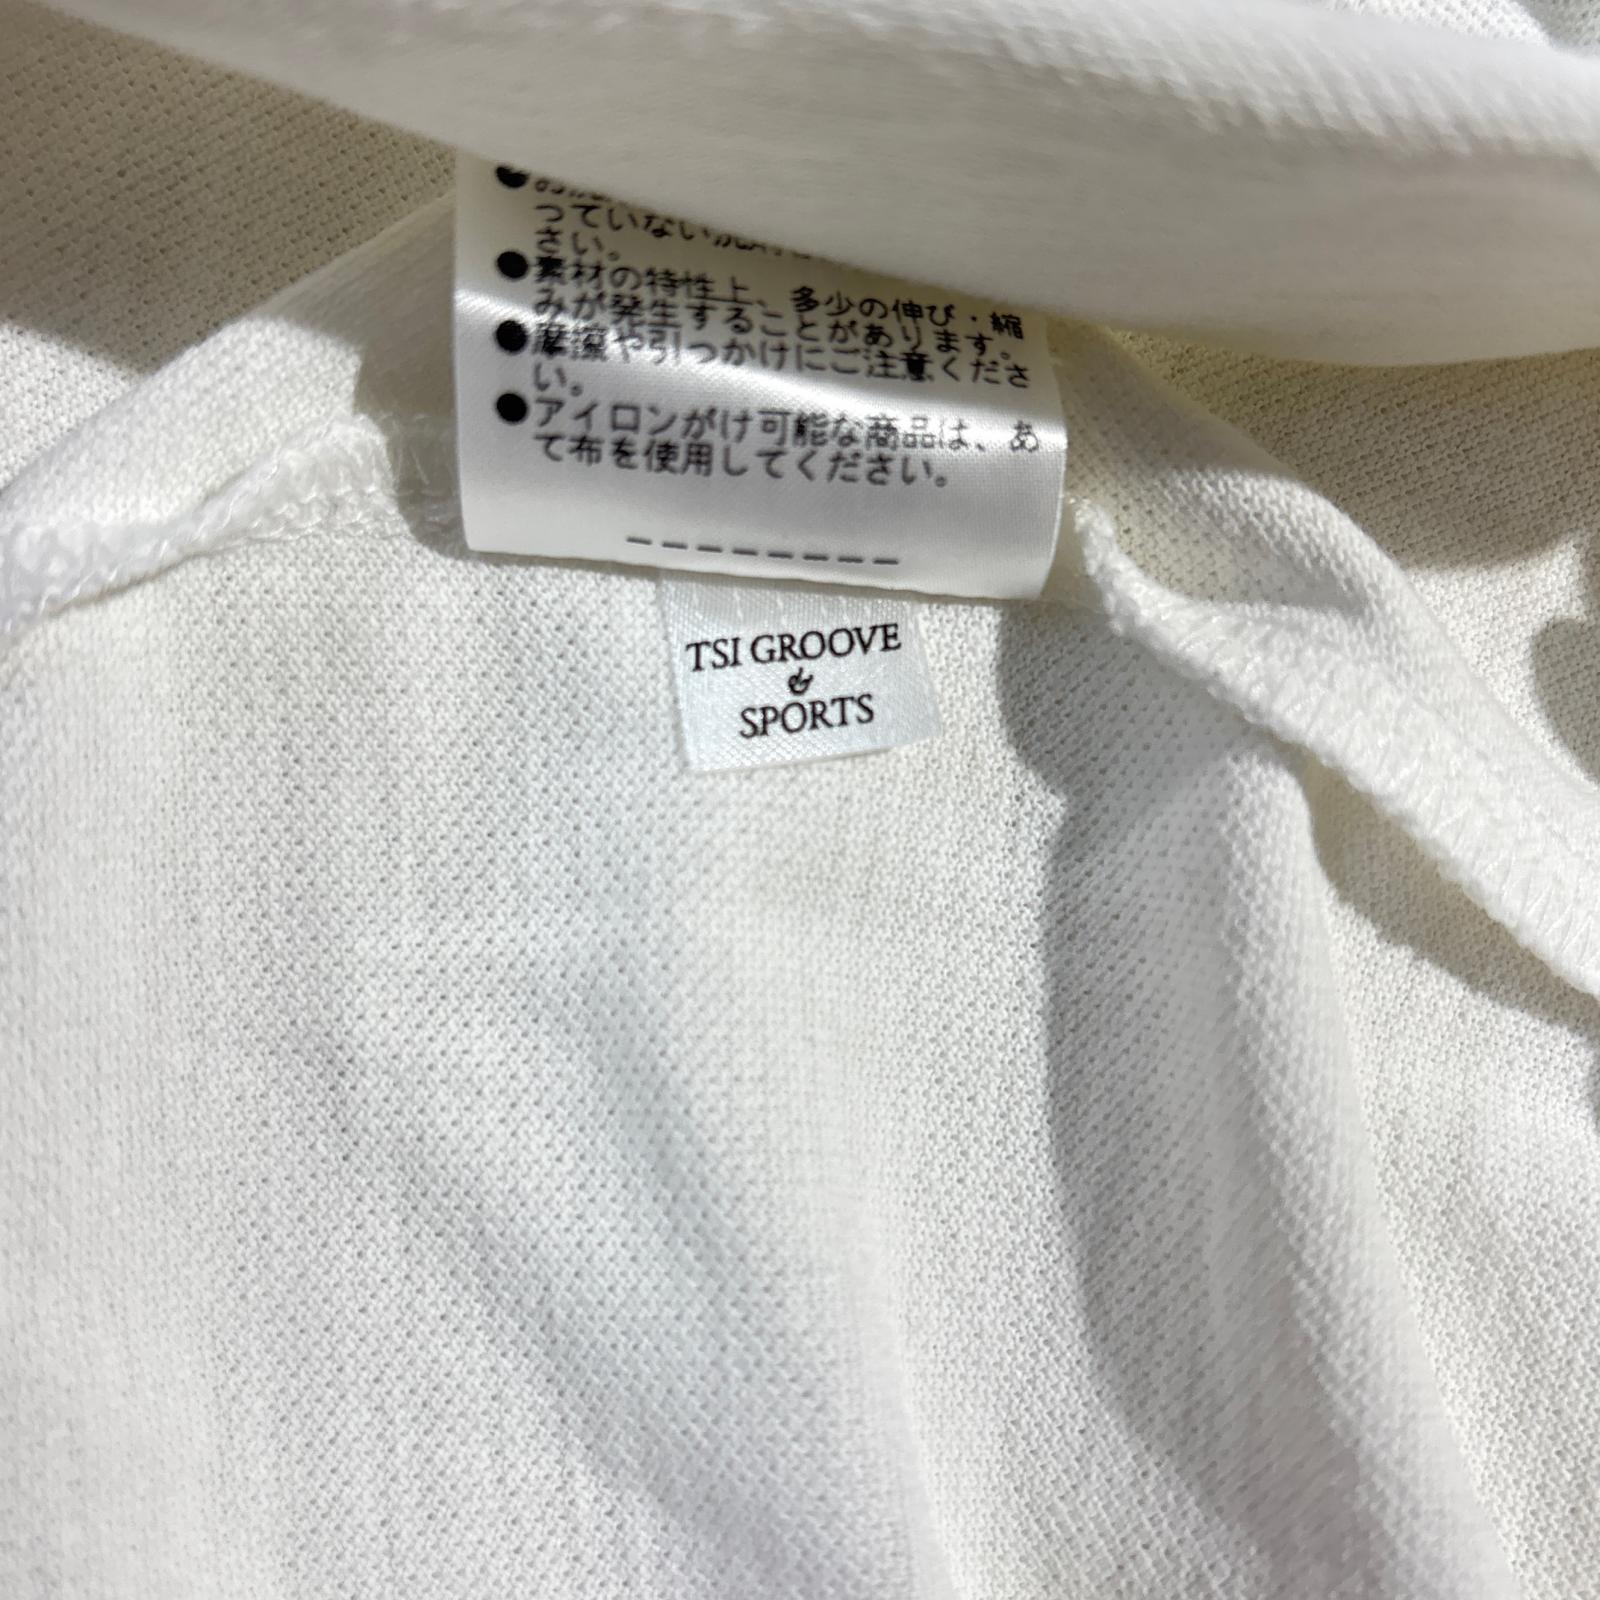 っていない
さい。
●素材の特性上、多少の伸び・縮
みが発生することがあります。
●摩擦や引っかけにご注意くださ
い。
●アイロンがけ可能な商品は、あ
て布を使用してください。
--------
TSI GROOVE
&
SPORTS